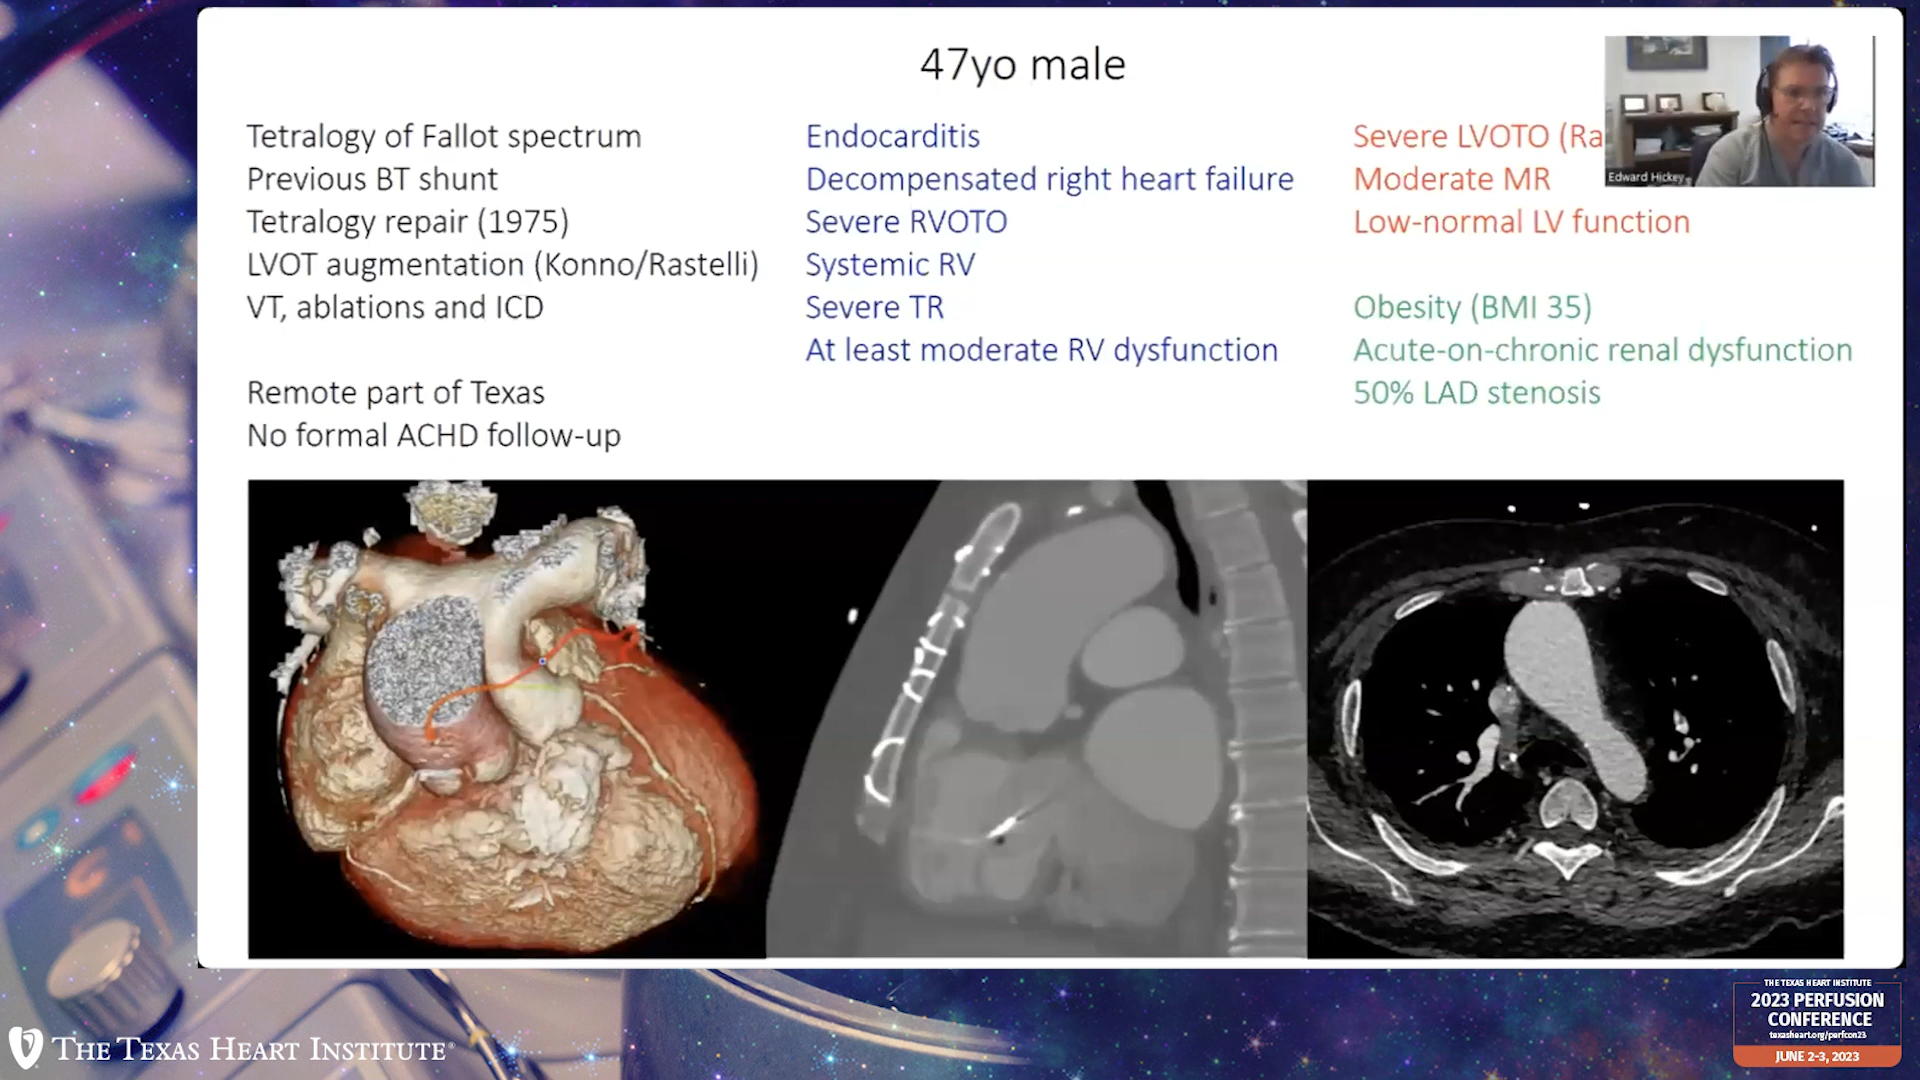 47yo male
Tetralogy of Fallot spectrum
Previous BT shunt
Tetralogy repair (1975)
LVOT augmentation (Konno/Rastelli)
VT, ablations and ICD
Remote part of Texas
No formal ACHD follow-up
Endocarditis
Decompensated right heart failure
Severe RVOTO
Systemic RV
Severe TR
At least moderate RV dysfunction
Severe LVOTO (Ra
Moderate MR
Low-normal LV function
Obesity (BMI 35)
Acute-on-chronic renal dysfunction
50% LAD stenosis
Edward Hickey
THE TEXAS HEART INSTITUTE
THE TEXAS HEART INSTITUTE
2023 PERFUSION
CONFERENCE
texasheart.org/perfcon23
JUNE 2-3, 2023